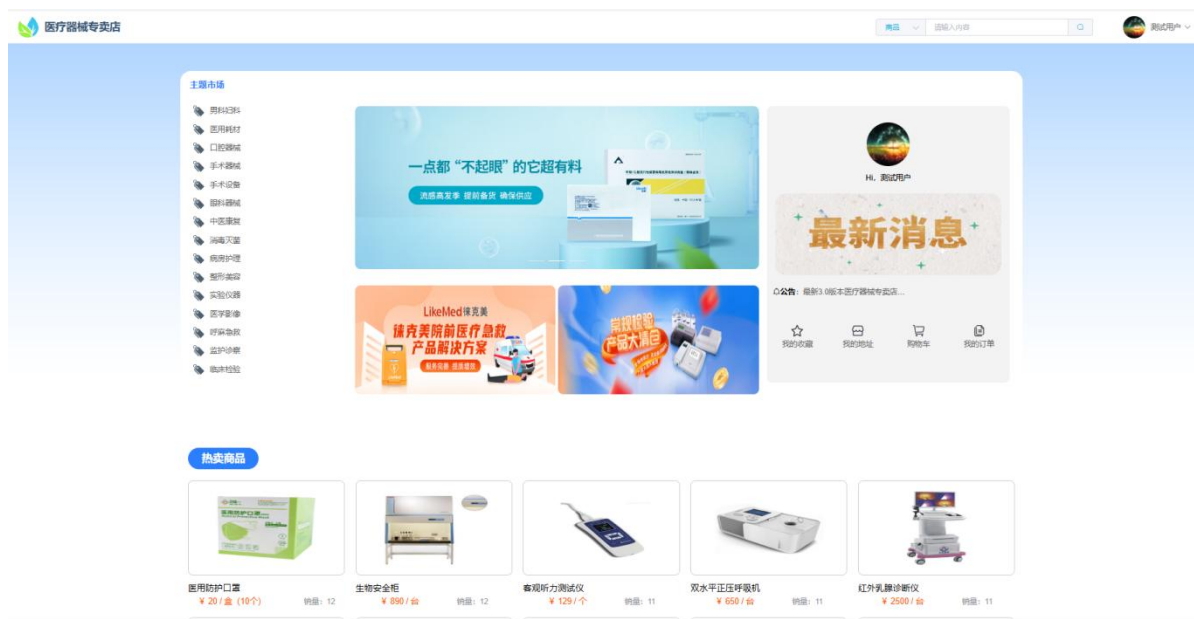 医疗器械专卖店
商品
请输入内容
测试用户
主题市场
男科妇科
医用耗材
口腔器械
手术器械
手术设备
眼科器械
中医康复
消毒灭菌
病房护理
整形美容
实验仪器
医学影像
呼麻急救
监护诊察
临床检验
一点都“不起眼”的它超有料
流感高发季 提前备货 确保供应
LikeMed徕克美
徕克美院前医疗急救
产品解决方案
常规检验
产品大清仓
Hi，测试用户
最新消息
公告：最新3.0版本医疗器械专卖店...
我的收藏
我的地址
购物车
我的订单
热卖商品
医用防护口罩
医用防护口罩
¥ 20 / 盒（10个）
销量：12
生物安全柜
¥ 890 / 台
销量：12
客观听力测试仪
¥ 129 / 个
销量：11
双水平正压呼吸机
¥ 650 / 台
销量：11
红外乳腺诊断仪
¥ 2500 / 台
销量：11